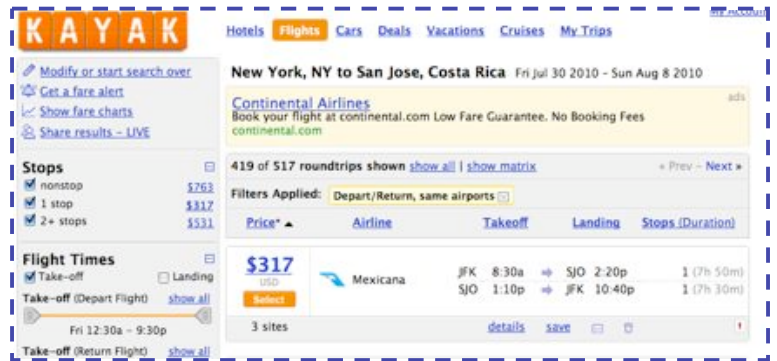 My Account
KAYAK
Hotels Flights Cars Deals Vacations Cruises My Trips
Modify or start search over
Get a fare alert
Show fare charts
Share results - LIVE
Stops
nonstop $763
1 stop $317
2+ stops $531
Flight Times
Take-off Landing
Take-off (Depart Flight) show all
Fri 12:30a - 9:30p
Take-off (Return Flight) show all
New York, NY to San Jose, Costa Rica Fri Jul 30 2010 - Sun Aug 8 2010
ads
Continental Airlines
Book your flight at continental.com Low Fare Guarantee. No Booking Fees
continental.com
419 of 517 roundtrips shown show all | show matrix « Prev - Next »
Filters Applied: Depart/Return, same airports
Price* Airline Takeoff Landing Stops (Duration)
$317
USD
Select
Mexicana
JFK 8:30a SJO 2:20p 1 (7h 50m)
SJO 1:10p JFK 10:40p 1 (7h 30m)
3 sites details save !